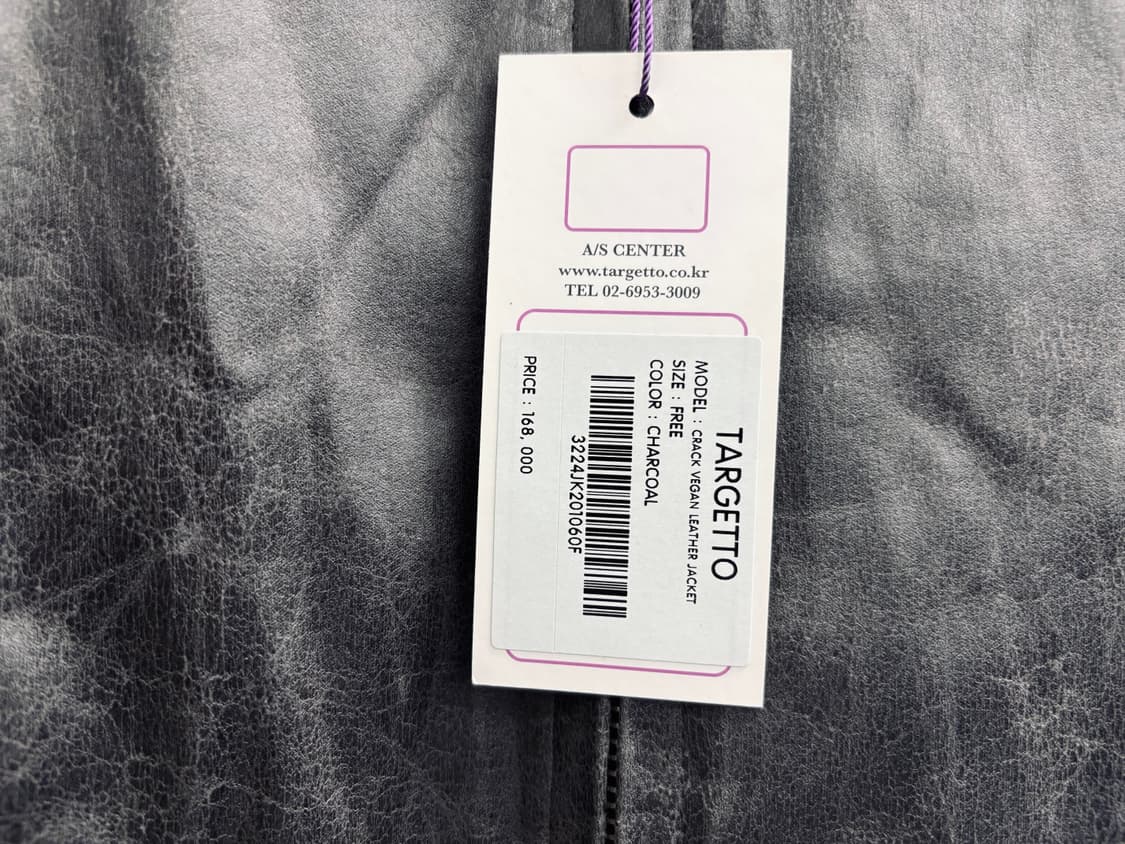 A/S CENTER
www.targetto.co.kr
TEL 02-6953-3009
TARGETTO
MODEL : CRACK VEGAN LEATHER JACKET
SIZE : FREE
COLOR : CHARCOAL
3224JK201060F
PRICE : 168, 000